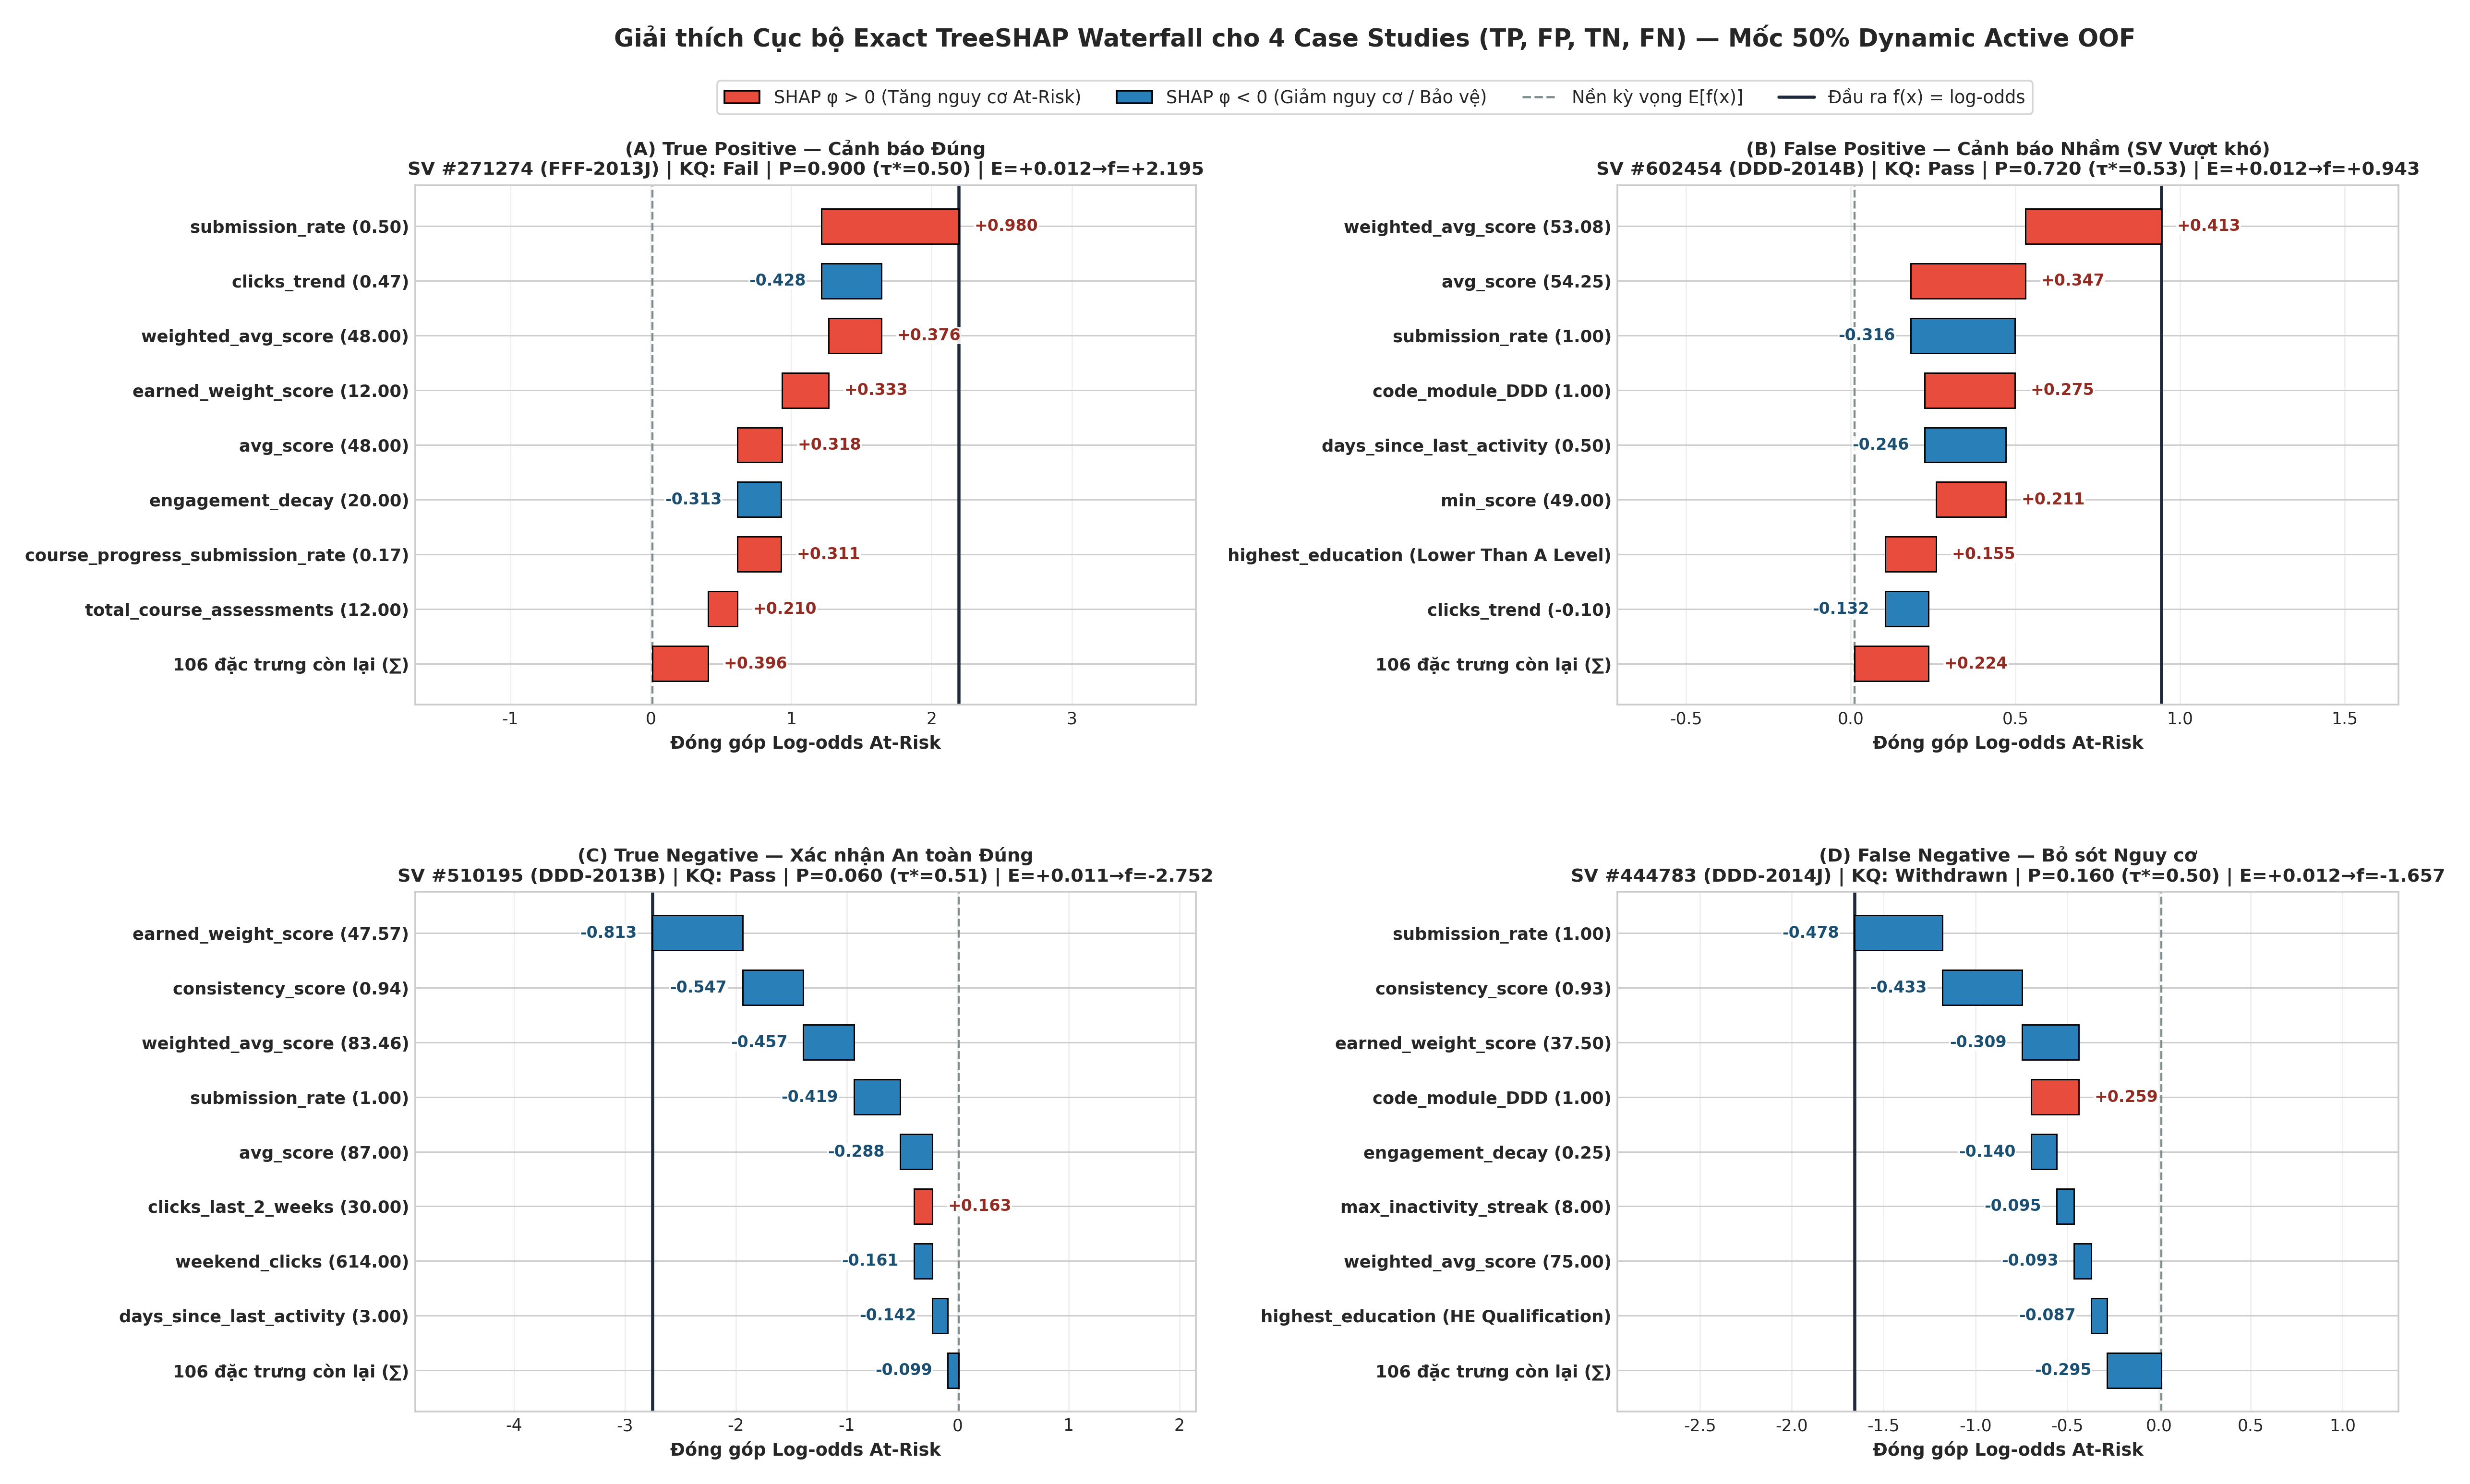 Giải thích Cục bộ Exact TreeSHAP Waterfall cho 4 Case Studies (TP, FP, TN, FN) — Mốc 50% Dynamic Active OOF
SHAP φ > 0 (Tăng nguy cơ At-Risk)
SHAP φ < 0 (Giảm nguy cơ / Bảo vệ)
Nền kỳ vọng E[f(x)]
Đầu ra f(x) = log-odds
(A) True Positive — Cảnh báo Đúng
SV #271274 (FFF-2013J) | KQ: Fail | P=0.900 (τ*=0.50) | E=+0.012→f=+2.195
submission_rate (0.50)
+0.980
clicks_trend (0.47)
-0.428
weighted_avg_score (48.00)
+0.376
earned_weight_score (12.00)
+0.333
avg_score (48.00)
+0.318
engagement_decay (20.00)
-0.313
course_progress_submission_rate (0.17)
+0.311
total_course_assessments (12.00)
+0.210
106 đặc trưng còn lại (∑)
+0.396
-1
0
1
2
3
Đóng góp Log-odds At-Risk
(B) False Positive — Cảnh báo Nhầm (SV Vượt khó)
SV #602454 (DDD-2014B) | KQ: Pass | P=0.720 (τ*=0.53) | E=+0.012→f=+0.943
weighted_avg_score (53.08)
+0.413
avg_score (54.25)
+0.347
submission_rate (1.00)
-0.316
code_module_DDD (1.00)
+0.275
days_since_last_activity (0.50)
-0.246
min_score (49.00)
+0.211
highest_education (Lower Than A Level)
+0.155
clicks_trend (-0.10)
-0.132
106 đặc trưng còn lại (∑)
+0.224
-0.5
0.0
0.5
1.0
1.5
Đóng góp Log-odds At-Risk
(C) True Negative — Xác nhận An toàn Đúng
SV #510195 (DDD-2013B) | KQ: Pass | P=0.060 (τ*=0.51) | E=+0.011→f=-2.752
earned_weight_score (47.57)
-0.813
consistency_score (0.94)
-0.547
weighted_avg_score (83.46)
-0.457
submission_rate (1.00)
-0.419
avg_score (87.00)
-0.288
clicks_last_2_weeks (30.00)
+0.163
weekend_clicks (614.00)
-0.161
days_since_last_activity (3.00)
-0.142
106 đặc trưng còn lại (∑)
-0.099
-4
-3
-2
-1
0
1
2
Đóng góp Log-odds At-Risk
(D) False Negative — Bỏ sót Nguy cơ
SV #444783 (DDD-2014J) | KQ: Withdrawn | P=0.160 (τ*=0.50) | E=+0.012→f=-1.657
submission_rate (1.00)
-0.478
consistency_score (0.93)
-0.433
earned_weight_score (37.50)
-0.309
code_module_DDD (1.00)
+0.259
engagement_decay (0.25)
-0.140
max_inactivity_streak (8.00)
-0.095
weighted_avg_score (75.00)
-0.093
highest_education (HE Qualification)
-0.087
106 đặc trưng còn lại (∑)
-0.295
-2.5
-2.0
-1.5
-1.0
-0.5
0.0
0.5
1.0
Đóng góp Log-odds At-Risk